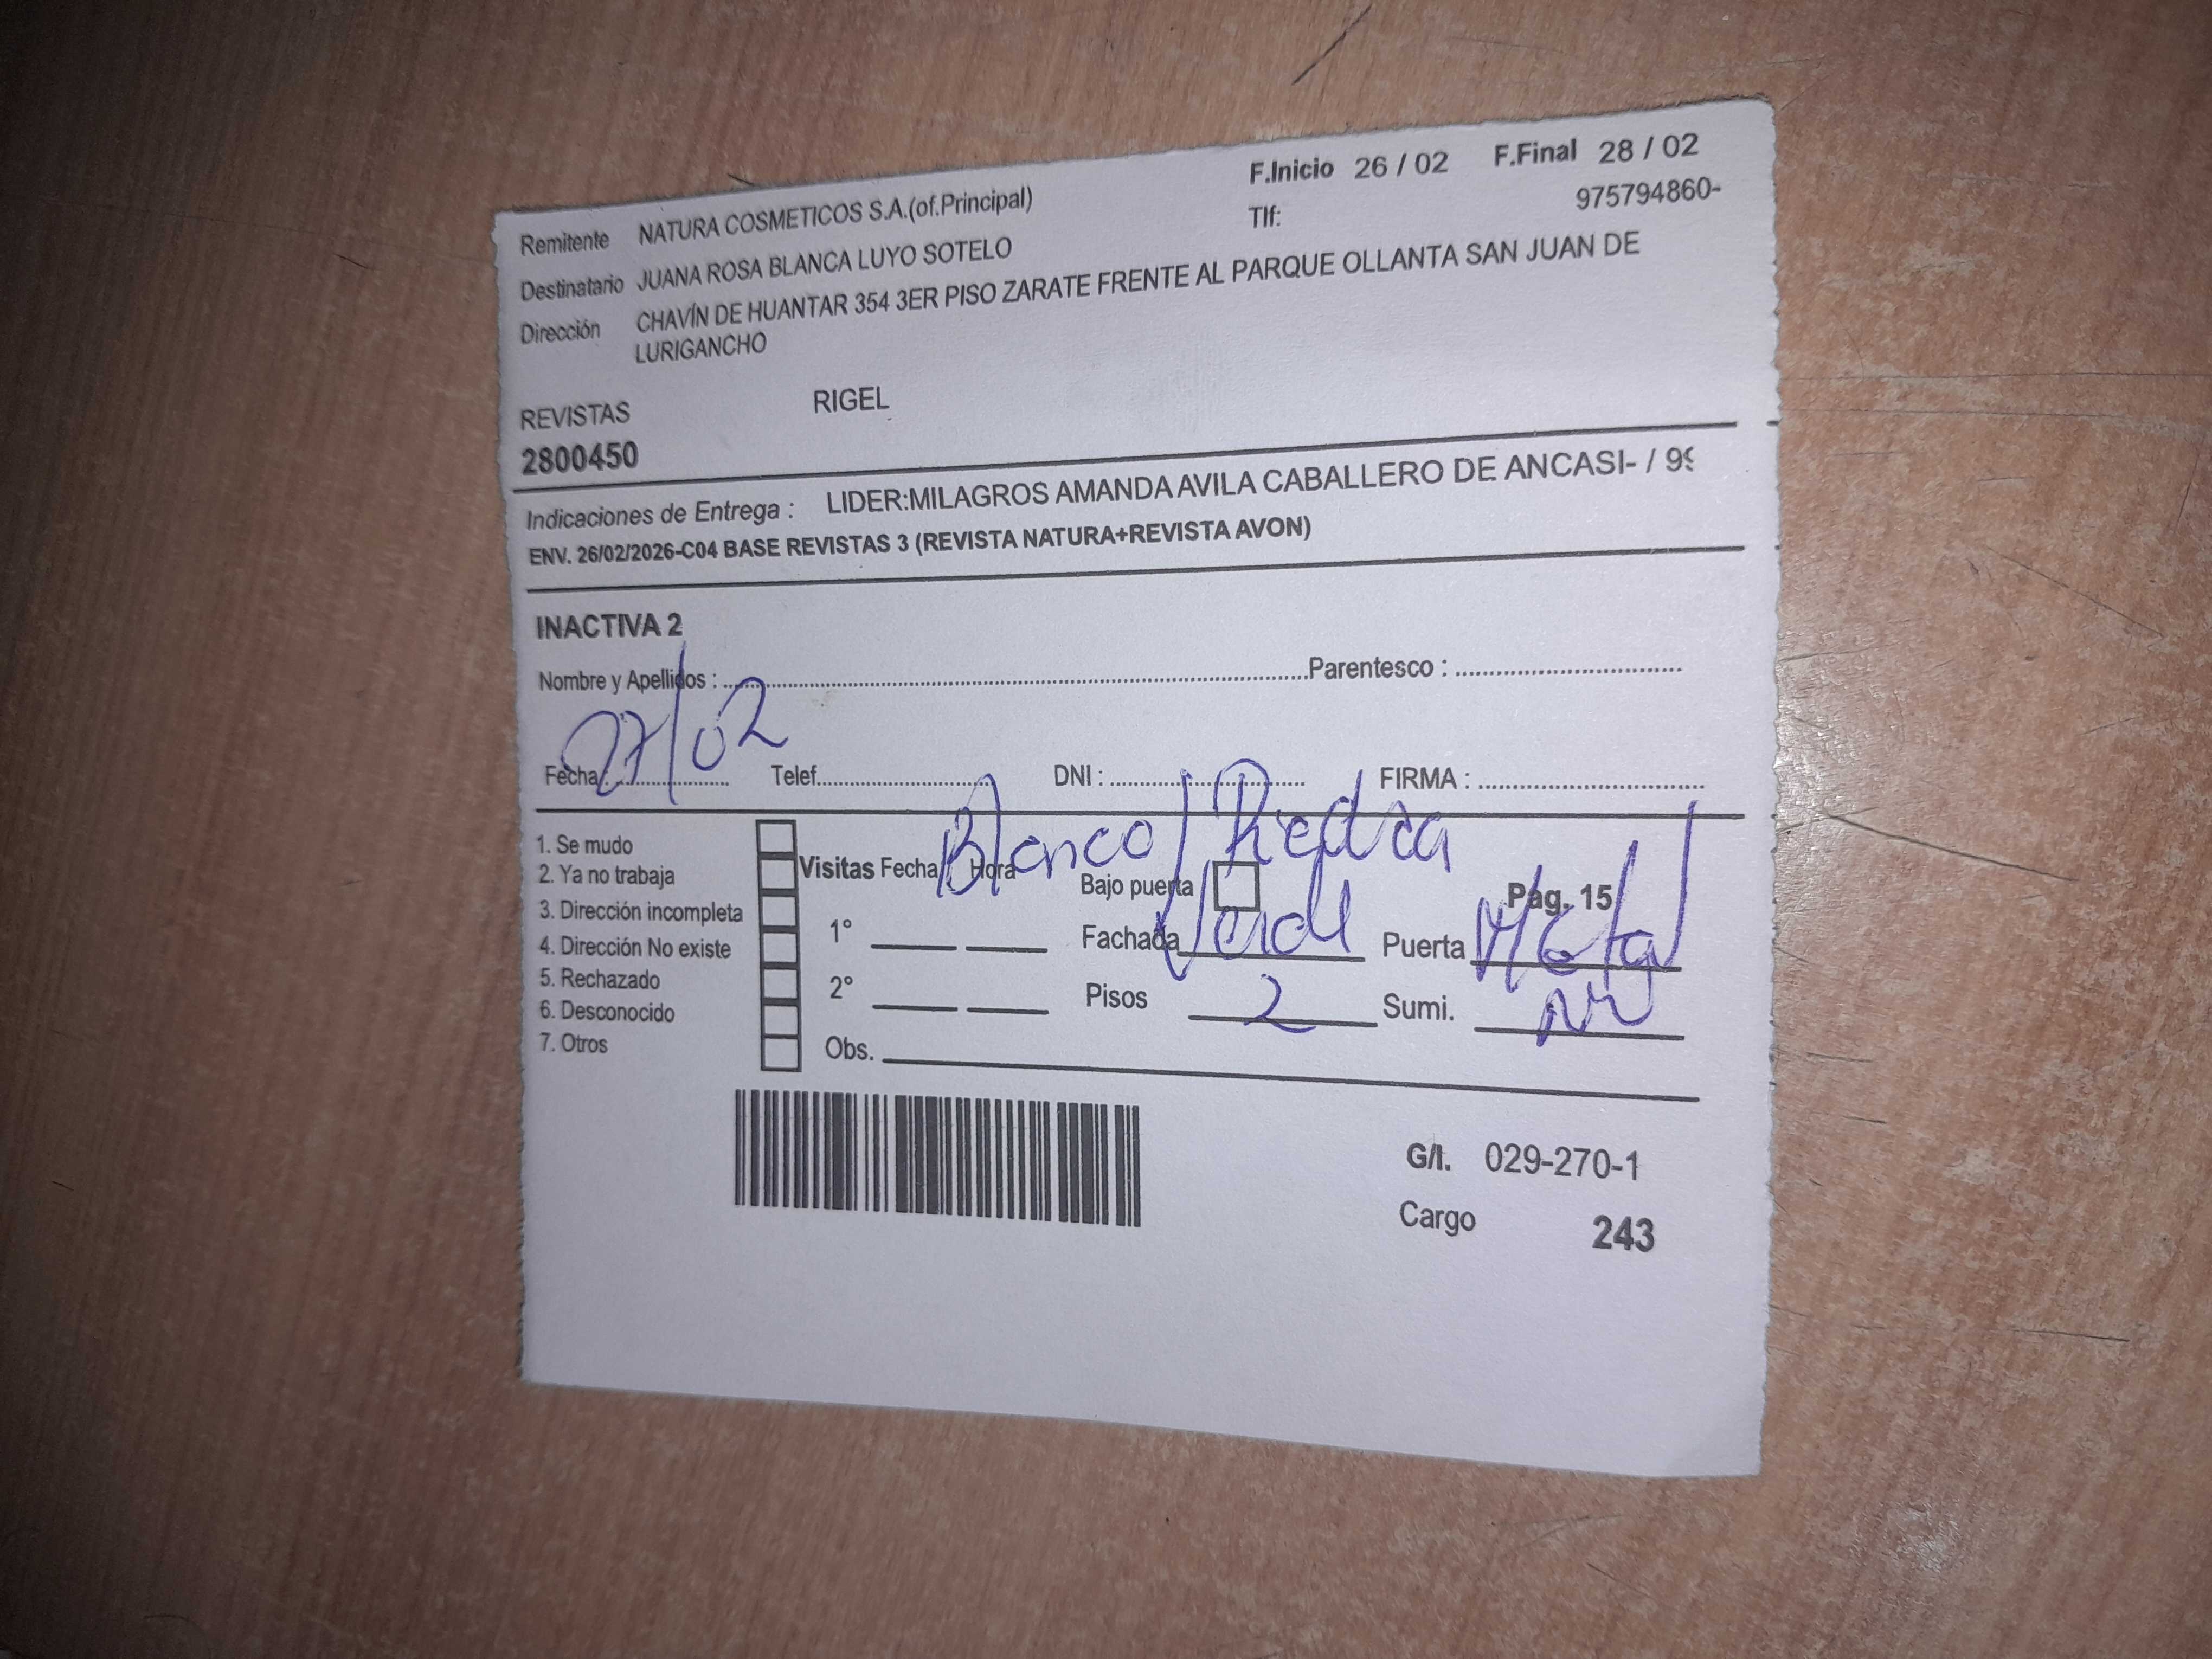 Remitente NATURA COSMETICOS S.A.(of.Principal) F.Inicio 26 / 02 F.Final 28 / 02
Destinatario JUANA ROSA BLANCA LUYO SOTELO Tlf: 975794860-
Dirección CHAVÍN DE HUANTAR 354 3ER PISO ZARATE FRENTE AL PARQUE OLLANTA SAN JUAN DE
LURIGANCHO
REVISTAS RIGEL
2800450
Indicaciones de Entrega : LIDER:MILAGROS AMANDA AVILA CABALLERO DE ANCASI- / 99
ENV. 26/02/2026-C04 BASE REVISTAS 3 (REVISTA NATURA+REVISTA AVON)
INACTIVA 2
Nombre y Apellidos : Parentesco :
27/02
Fecha: Telef. DNI : FIRMA :
Blanco/Piedra
1. Se mudo
2. Ya no trabaja Visitas Fecha Hora Bajo puerta Pag. 15
3. Dirección incompleta
4. Dirección No existe 1° Fachada Verde Puerta Metal
5. Rechazado
6. Desconocido 2° Pisos 2 Sumi.
7. Otros Obs.
G/I. 029-270-1
Cargo 243